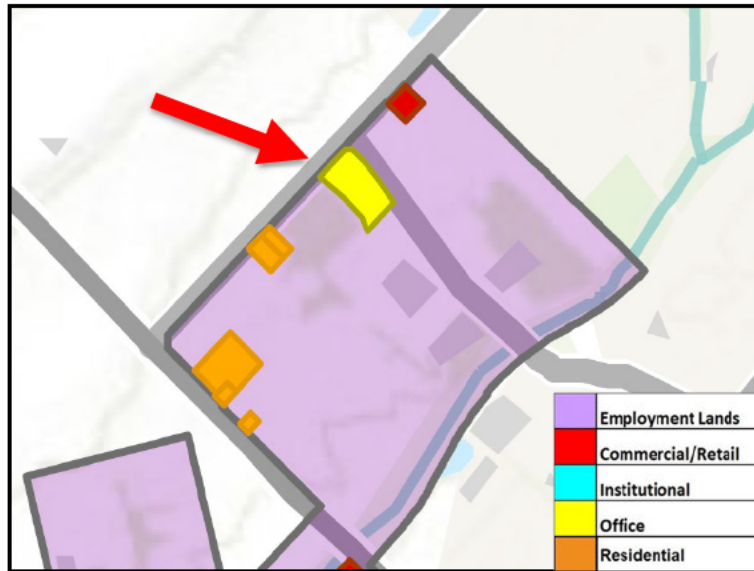 Employment Lands
Commercial/Retail
Institutional
Office
Residential